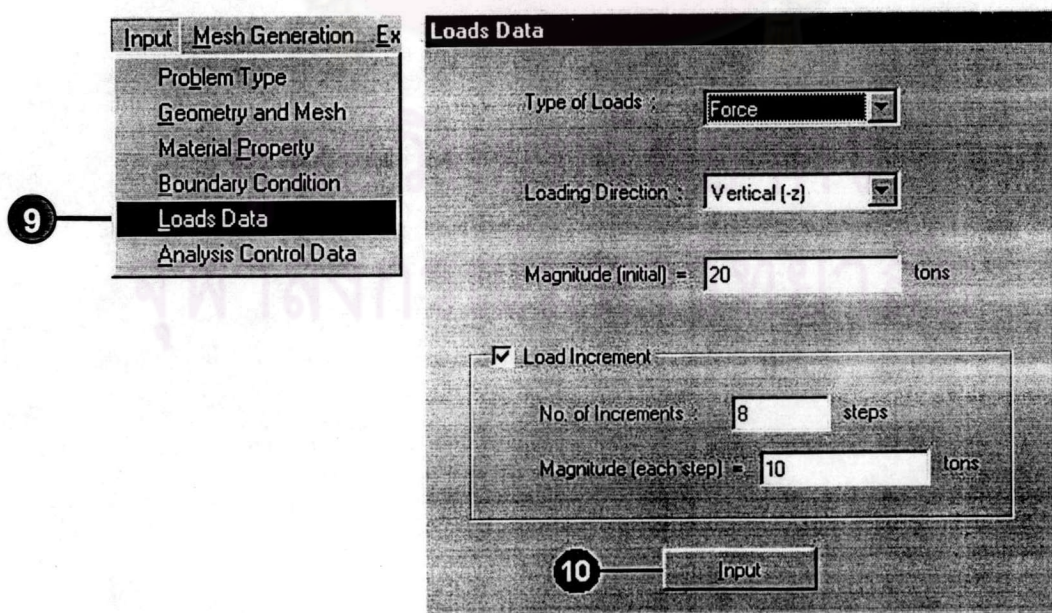 Input Mesh Generation Ex
Problem Type
Geometry and Mesh
Material Property
Boundary Condition
9
Loads Data
Analysis Control Data
Loads Data
Type of Loads :
Force
Loading Direction :
Vertical (-z)
Magnitude (initial) = 20 tons
Load Increment
No. of Increments : 8 steps
Magnitude (each step) = 10 tons
10
Input